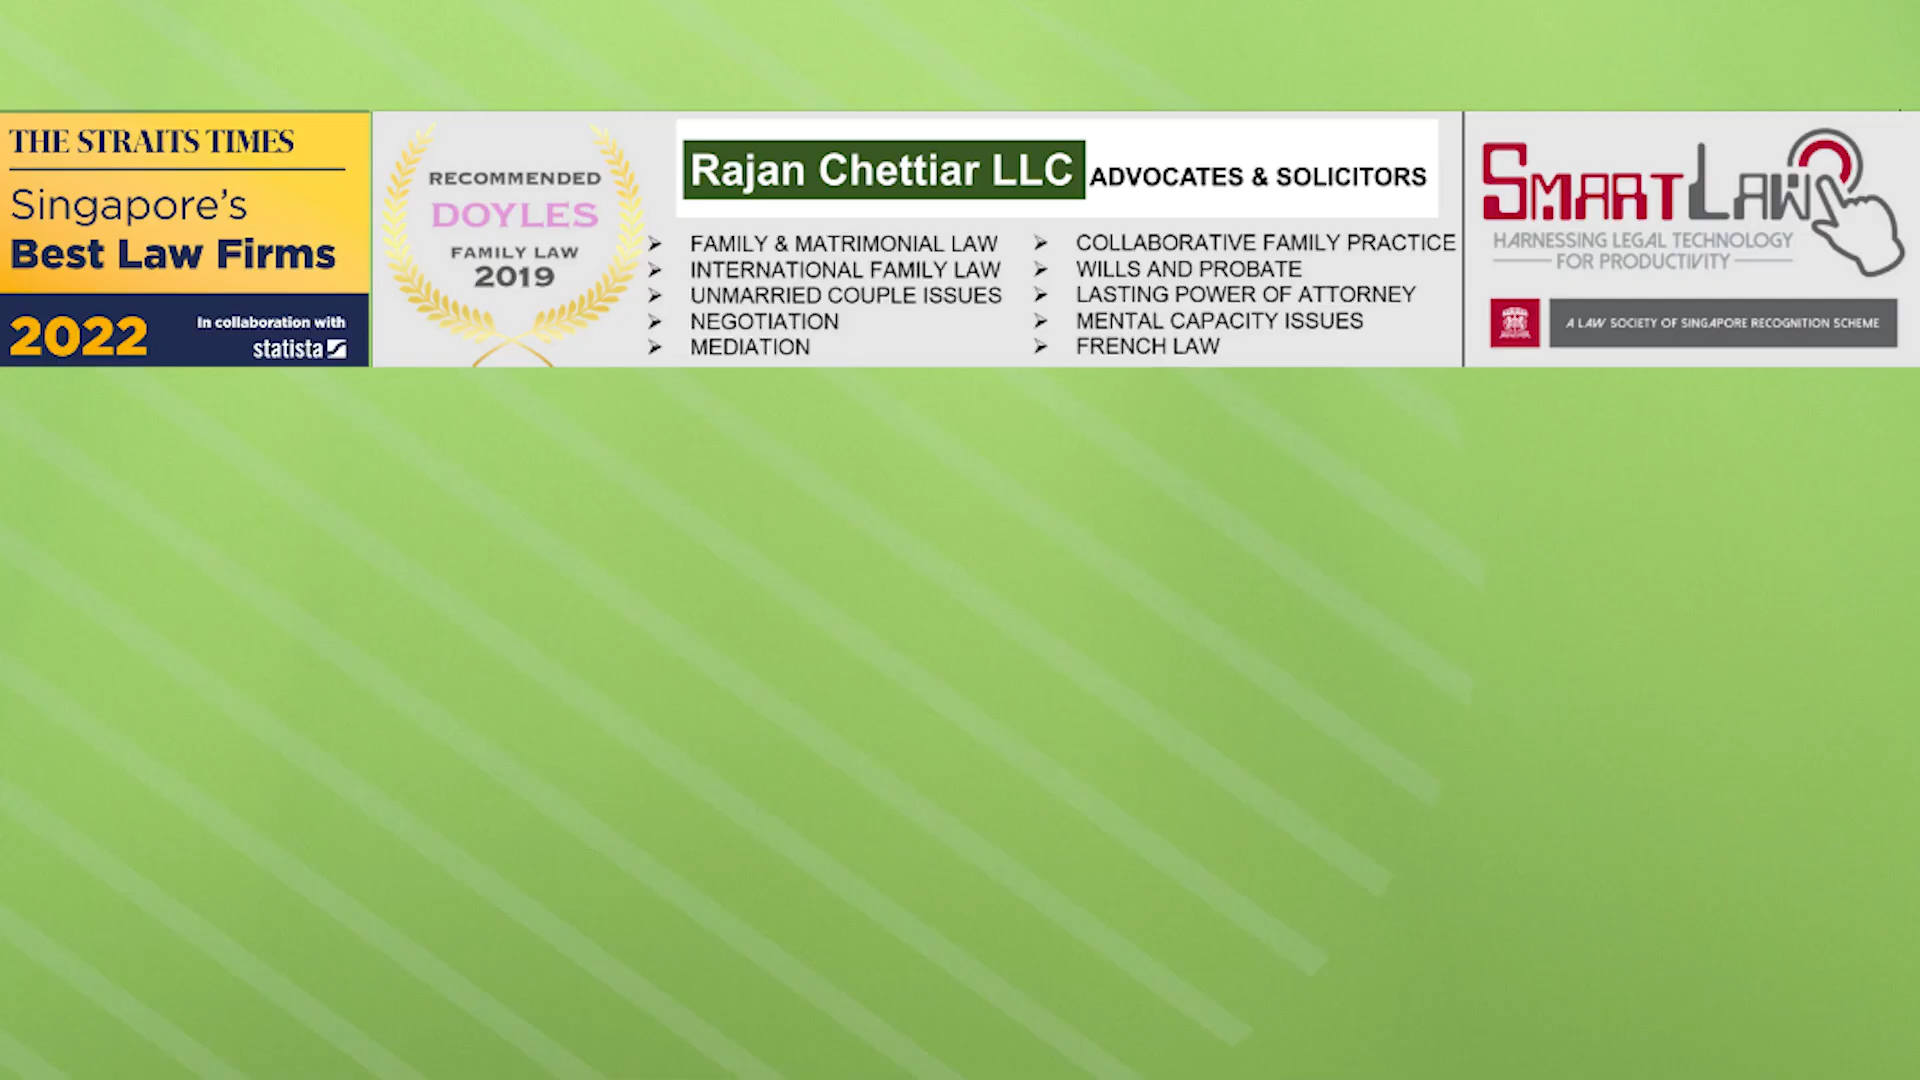 THE STRAITS TIMES
Singapore's
Best Law Firms
2022
In collaboration with
statista
RECOMMENDED
DOYLES
FAMILY LAW
2019
Rajan Chettiar LLC ADVOCATES & SOLICITORS
FAMILY & MATRIMONIAL LAW
INTERNATIONAL FAMILY LAW
UNMARRIED COUPLE ISSUES
NEGOTIATION
MEDIATION
COLLABORATIVE FAMILY PRACTICE
WILLS AND PROBATE
LASTING POWER OF ATTORNEY
MENTAL CAPACITY ISSUES
FRENCH LAW
SMARTLAW
HARNESSING LEGAL TECHNOLOGY
FOR PRODUCTIVITY
A LAW SOCIETY OF SINGAPORE RECOGNITION SCHEME